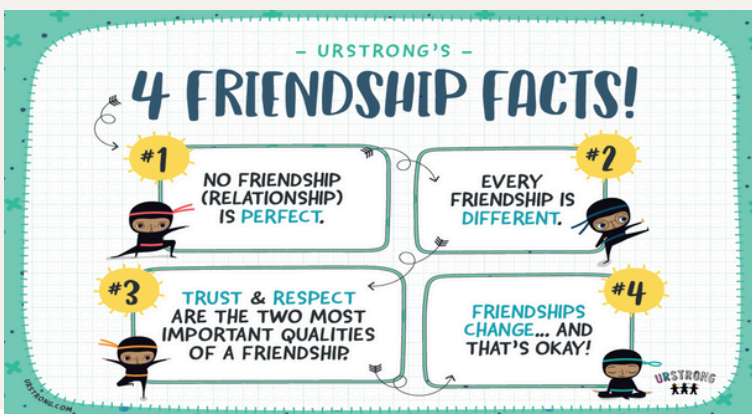 – URSTRONG'S –
4 FRIENDSHIP FACTS!
#1
NO FRIENDSHIP
(RELATIONSHIP)
IS PERFECT.
#2
EVERY
FRIENDSHIP IS
DIFFERENT.
#3
TRUST & RESPECT
ARE THE TWO MOST
IMPORTANT QUALITIES
OF A FRIENDSHIP.
#4
FRIENDSHIPS
CHANGE... AND
THAT'S OKAY!
URSTRONG.COM
URSTRONG